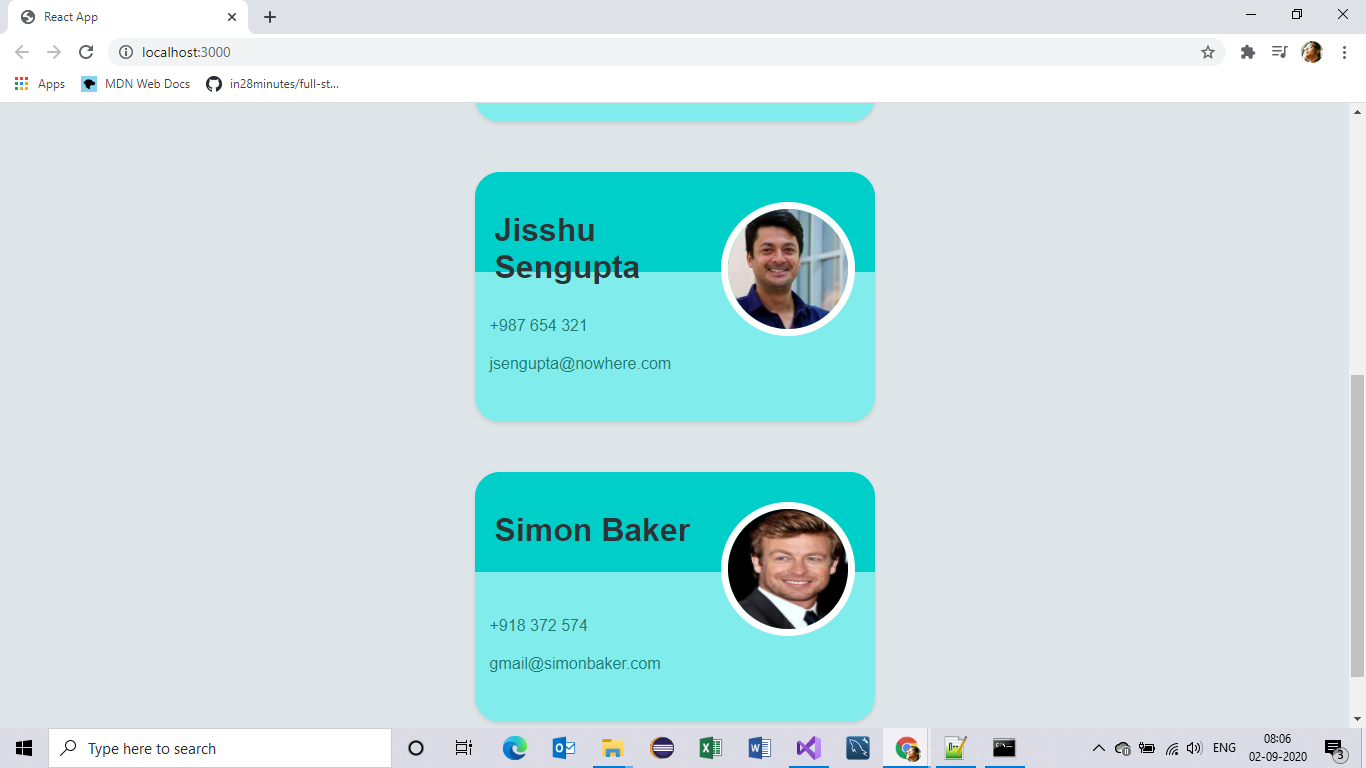 React App
localhost:3000
Apps
MDN Web Docs
in28minutes/full-st...
Jisshu
Sengupta
+987 654 321
jsengupta@nowhere.com
Simon Baker
+918 372 574
gmail@simonbaker.com
Type here to search
ENG
08:06
02-09-2020
3